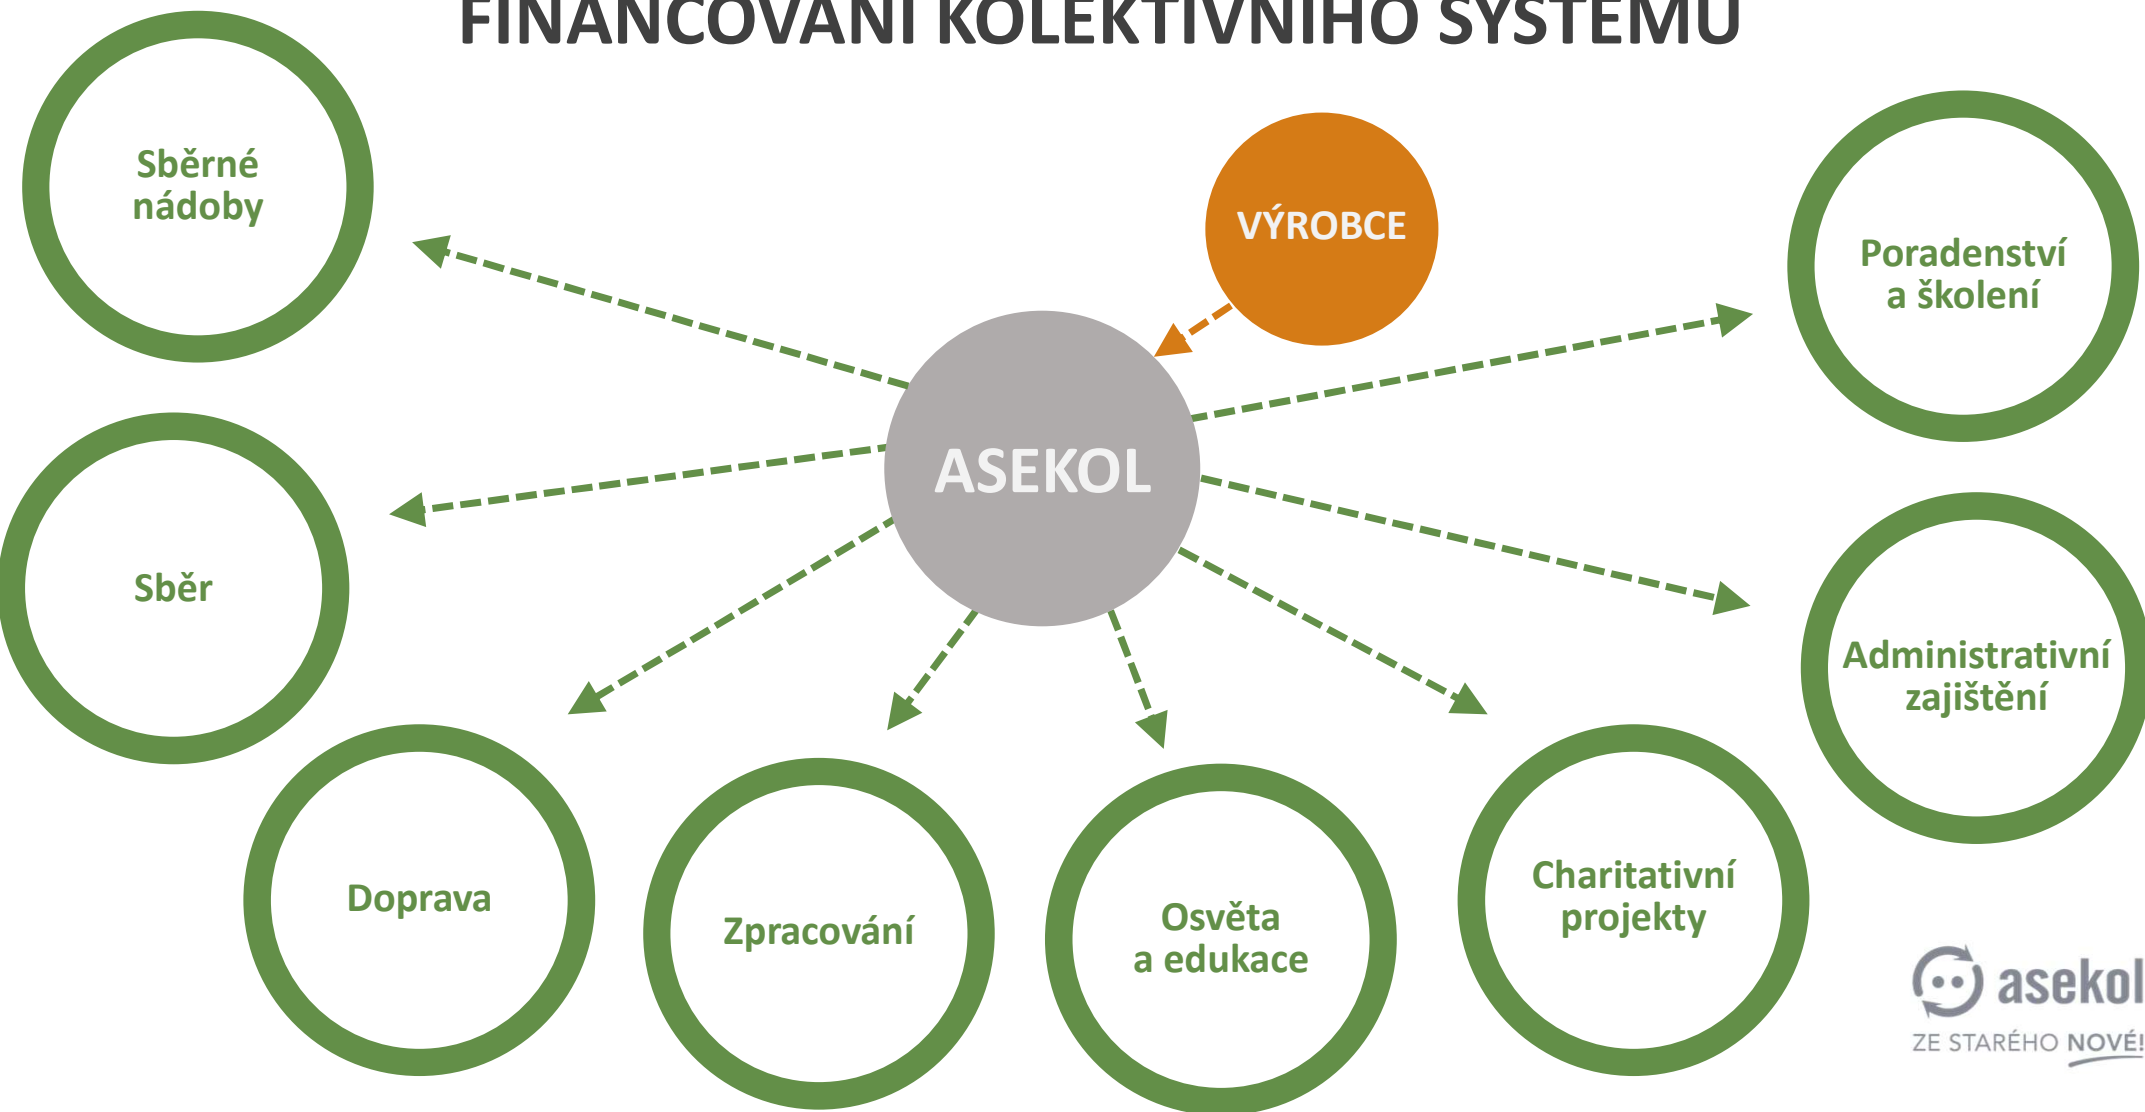 FINANCOVÁNÍ KOLEKTIVNÍHO SYSTÉMU
Sběrné
nádoby
VÝROBCE
Poradenství
a školení
ASEKOL
Sběr
Administrativní
zajištění
Doprava
Zpracování
Osvěta
a edukace
Charitativní
projekty
asekol
ZE STARÉHO NOVÉ!